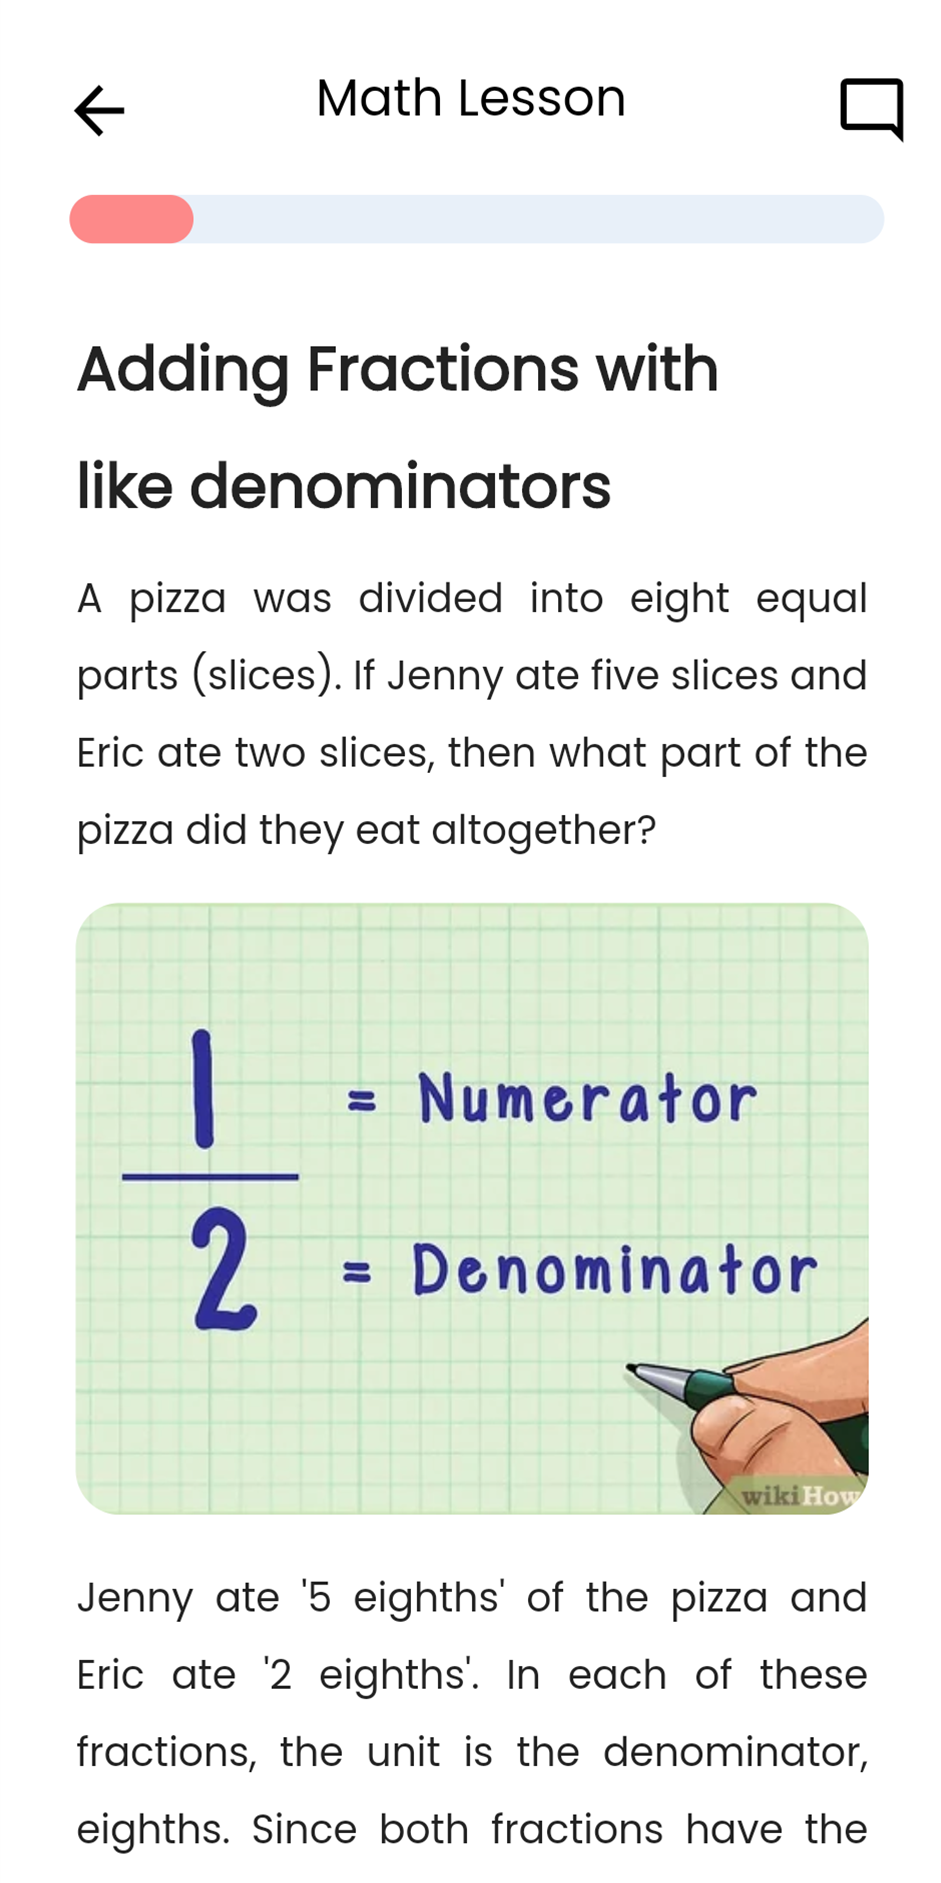 Math Lesson
Adding Fractions with
like denominators
A pizza was divided into eight equal
parts (slices). If Jenny ate five slices and
Eric ate two slices, then what part of the
pizza did they eat altogether?
1 = Numerator
2 = Denominator
wikiHow
Jenny ate '5 eighths' of the pizza and
Eric ate '2 eighths'. In each of these
fractions, the unit is the denominator,
eighths. Since both fractions have the